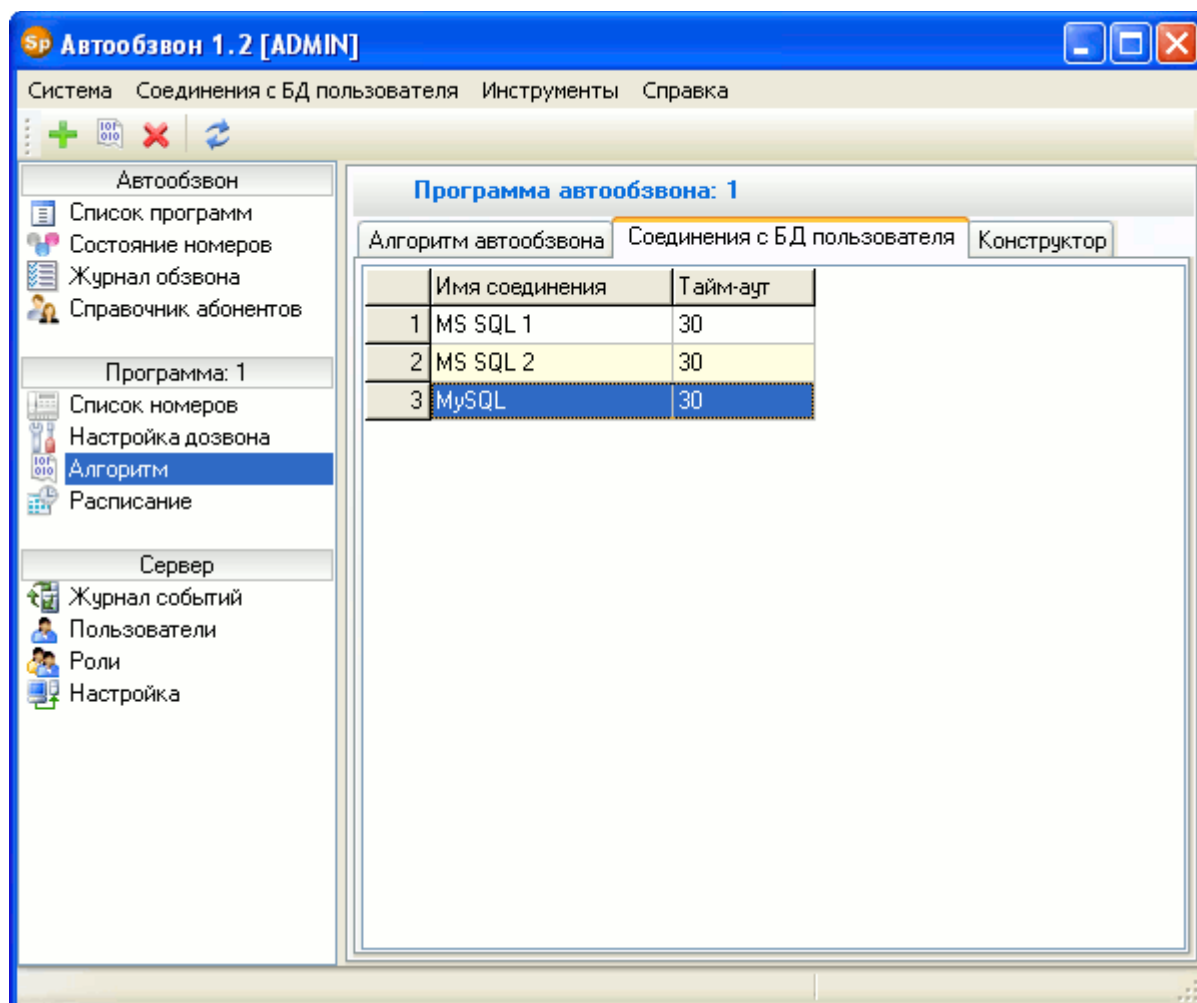 Sp Автообзвон 1.2 [ADMIN]
Система Соединения с БД пользователя Инструменты Справка
Автообзвон
Список программ
Состояние номеров
Журнал обзвона
Справочник абонентов
Программа: 1
Список номеров
Настройка дозвона
Алгоритм
Расписание
Сервер
Журнал событий
Пользователи
Роли
Настройка
Программа автообзвона: 1
Алгоритм автообзвона Соединения с БД пользователя Конструктор
Имя соединения Тайм-аут
1 MS SQL 1 30
2 MS SQL 2 30
3 MySQL 30